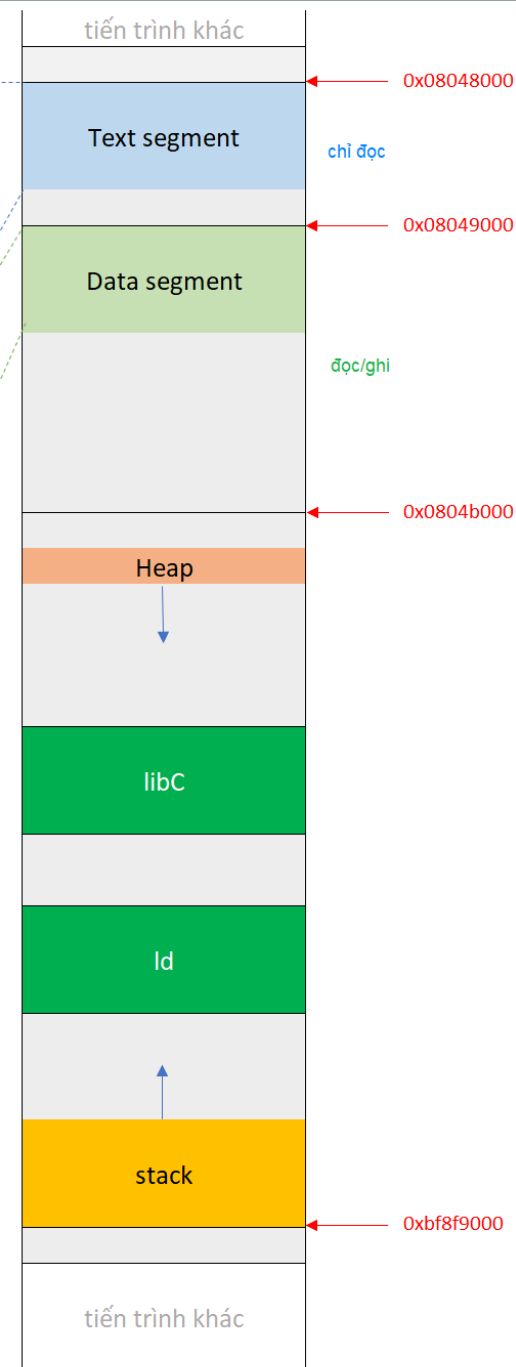 tiến trình khác
0x08048000
Text segment
chỉ đọc
0x08049000
Data segment
đọc/ghi
0x0804b000
Heap
libC
ld
stack
0xbf8f9000
tiến trình khác